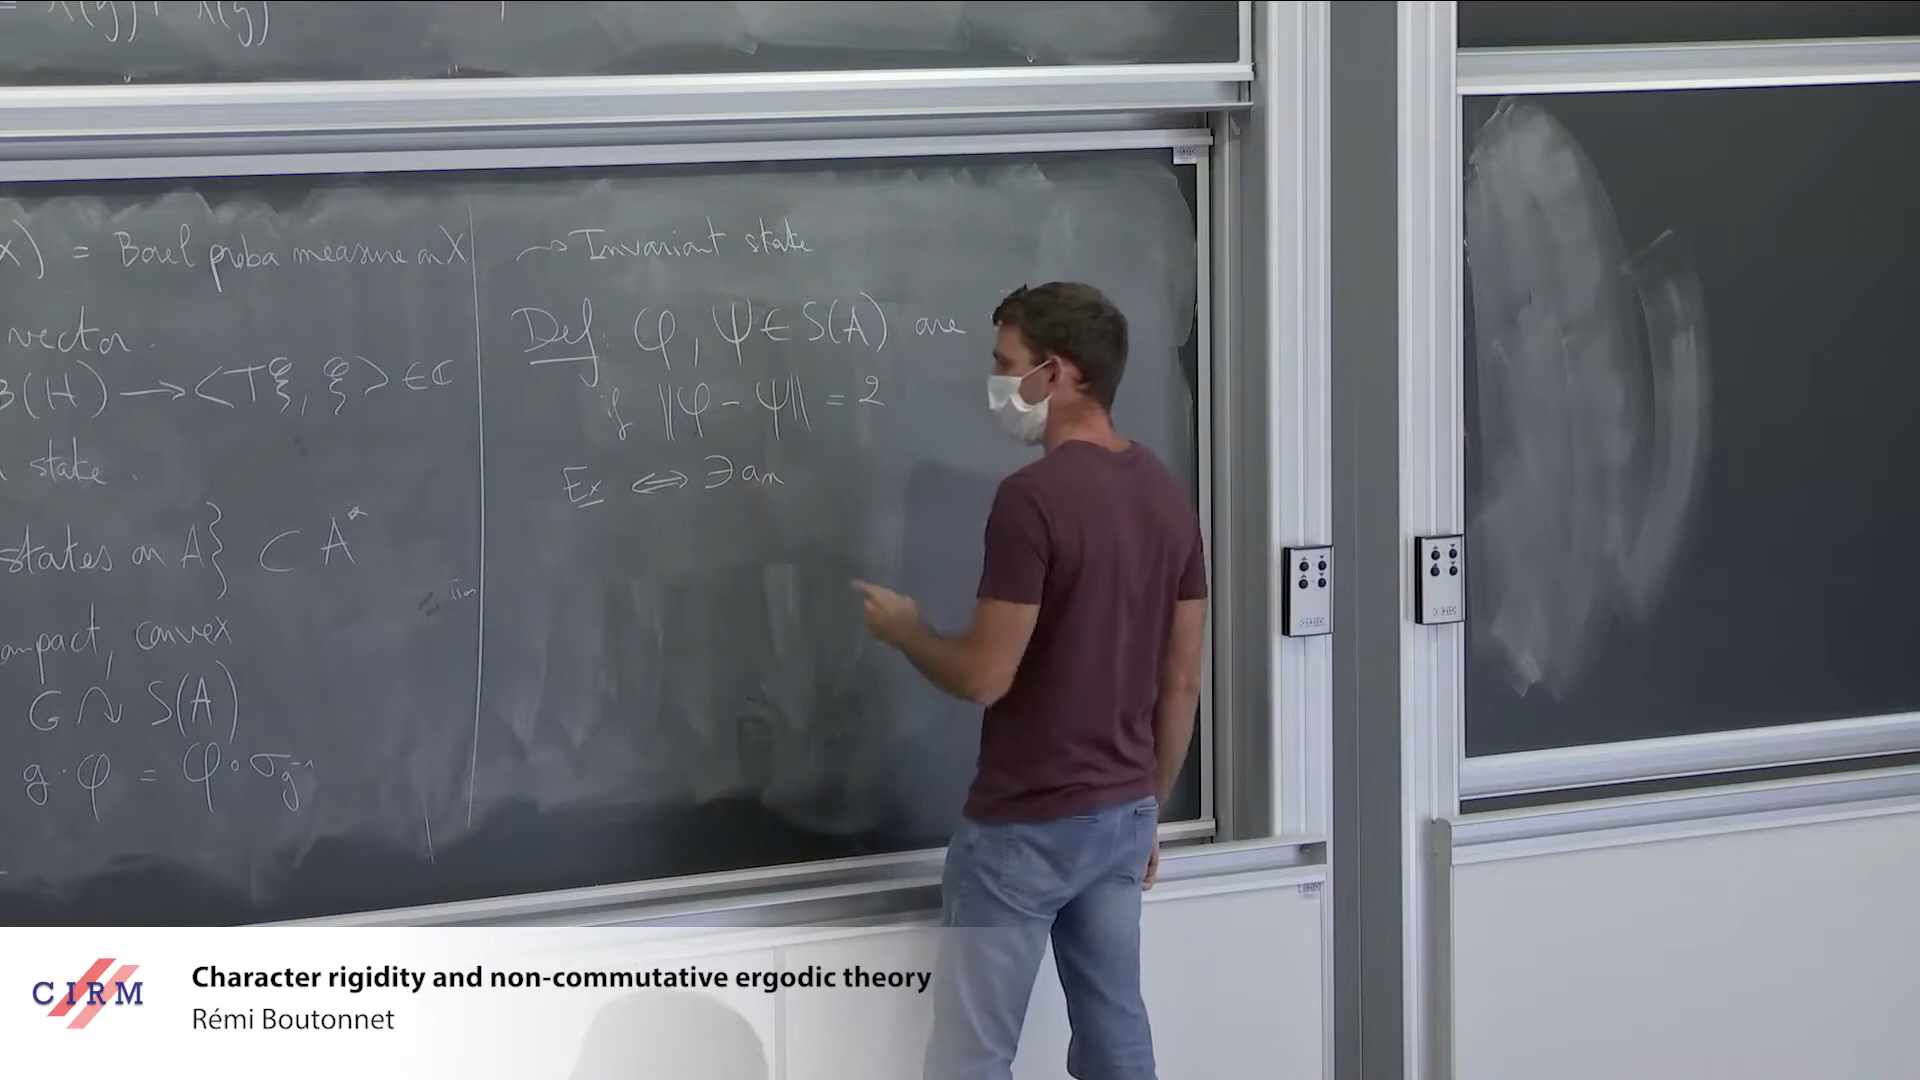 X) = Borel proba measure on X
vector.
B(H) → <Tξ, ξ> ∈ ℂ
state.
states on A} ⊂ A*
compact, convex
G ↷ S(A)
g·φ = φ∘σ_g⁻¹
⇝ Invariant state
Def: φ, ψ ∈ S(A) are
if ‖φ - ψ‖ = 2
Ex ⇔ ∃ an
CIRM
Character rigidity and non-commutative ergodic theory
Rémi Boutonnet